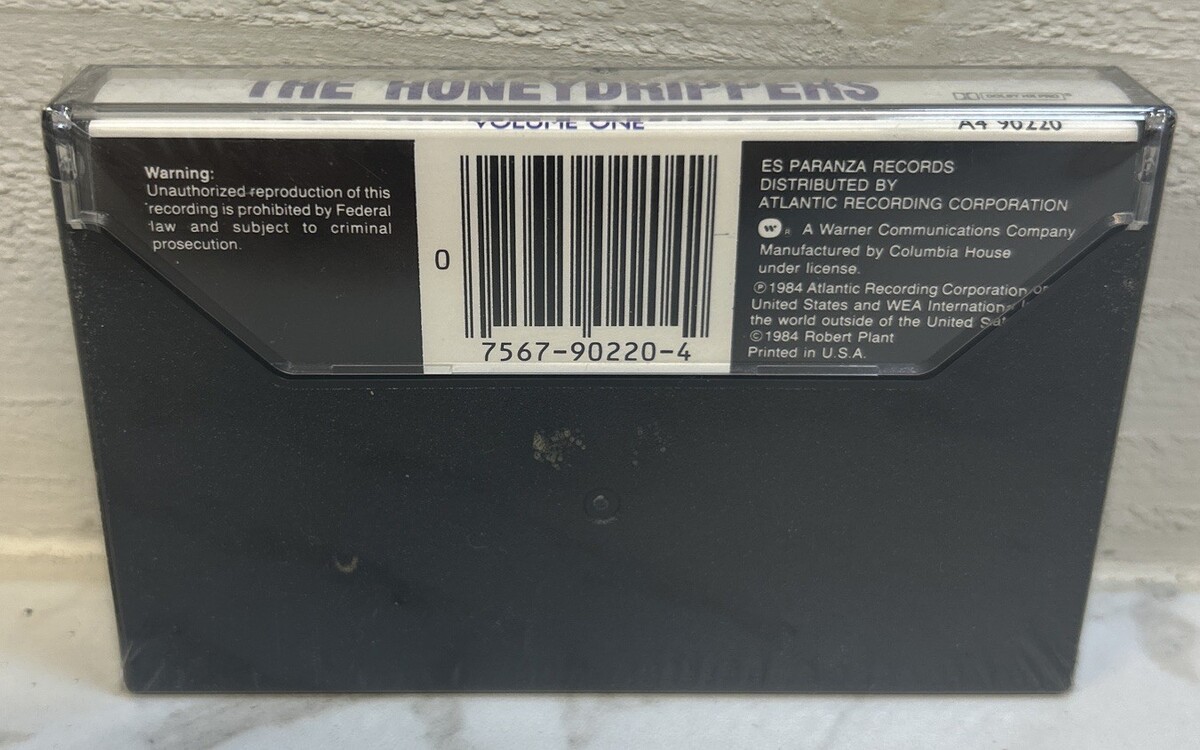 THE HONEYDRIPPERS
VOLUME ONE
A4 90220
Warning:
Unauthorized reproduction of this
recording is prohibited by Federal
law and subject to criminal
prosecution.
0
7567-90220-4
ES PARANZA RECORDS
DISTRIBUTED BY
ATLANTIC RECORDING CORPORATION
A Warner Communications Company
Manufactured by Columbia House
under license.
℗1984 Atlantic Recording Corporation
United States and WEA Internation
the world outside of the United
©1984 Robert Plant
Printed in U.S.A.